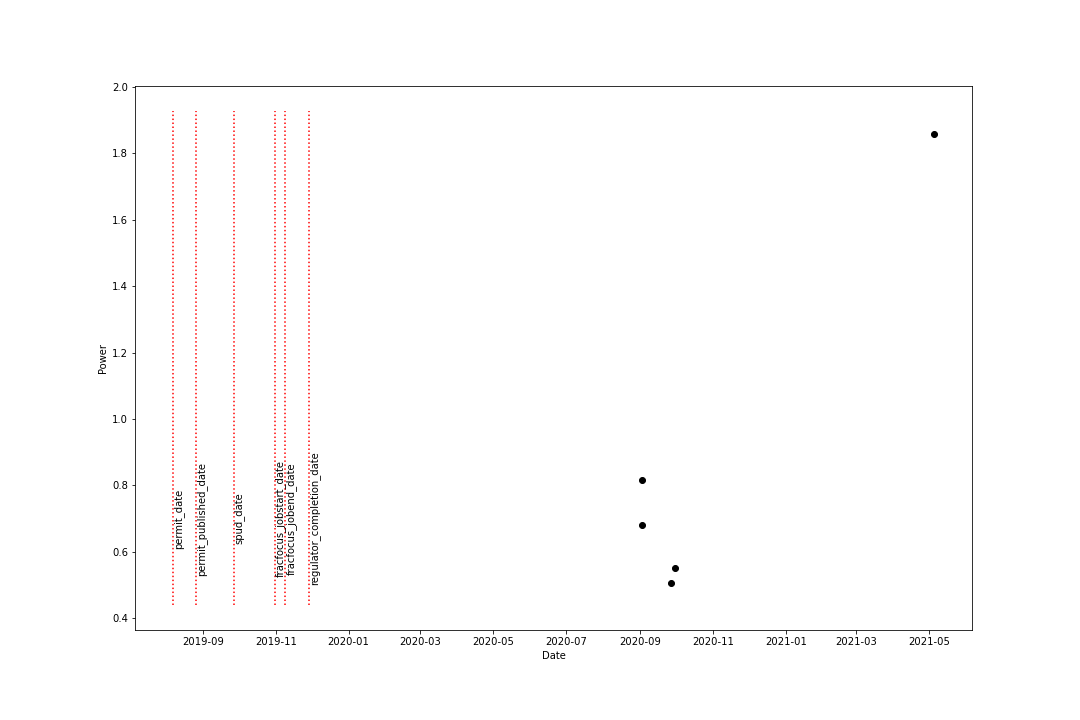 2.0
1.8
1.6
1.4
1.2
1.0
0.8
0.6
0.4
Power
permit_date
permit_published_date
spud_date
fracfocus_jobstart_date
fracfocus_jobend_date
regulator_completion_date
2019-09 2019-11 2020-01 2020-03 2020-05 2020-07 2020-09 2020-11 2021-01 2021-03 2021-05
Date